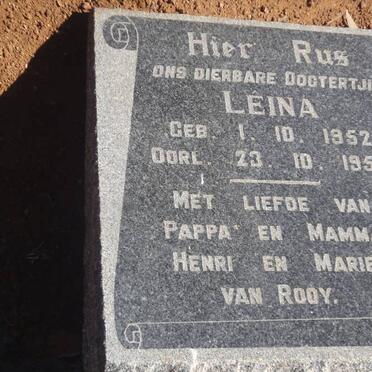 Hier Rus
ONS DIERBARE DOGTERTJI
LEINA
GEB. 1. 10. 1952
OORL. 23. 10. 195
MET LIEFDE VAN
PAPPA EN MAMM
HENRI EN MARIE
VAN ROOY.